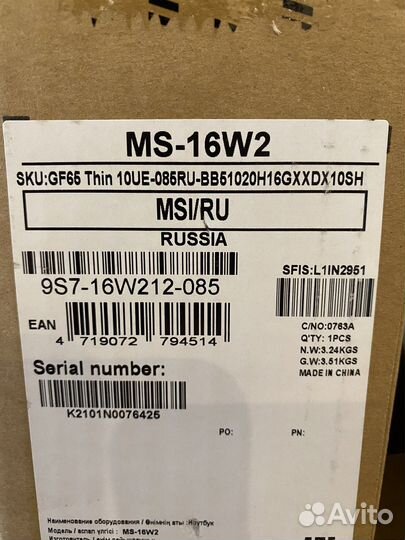 MS-16W2
SKU:GF65 Thin 10UE-085RU-BB51020H16GXXDX10SH
MSI/RU
RUSSIA
9S7-16W212-085
SFIS:L1IN2951
EAN
4 719072 794514
C/NO:0763A
Q'TY: 1PCS
N.W:3.24KGS
G.W:3.51KGS
MADE IN CHINA
Serial number:
K2101N0076425
PO:
PN:
Наименование оборудования / Өнімнің аты :Ноутбук
Модель / аспап үлгісі : MS-16W2
Avito